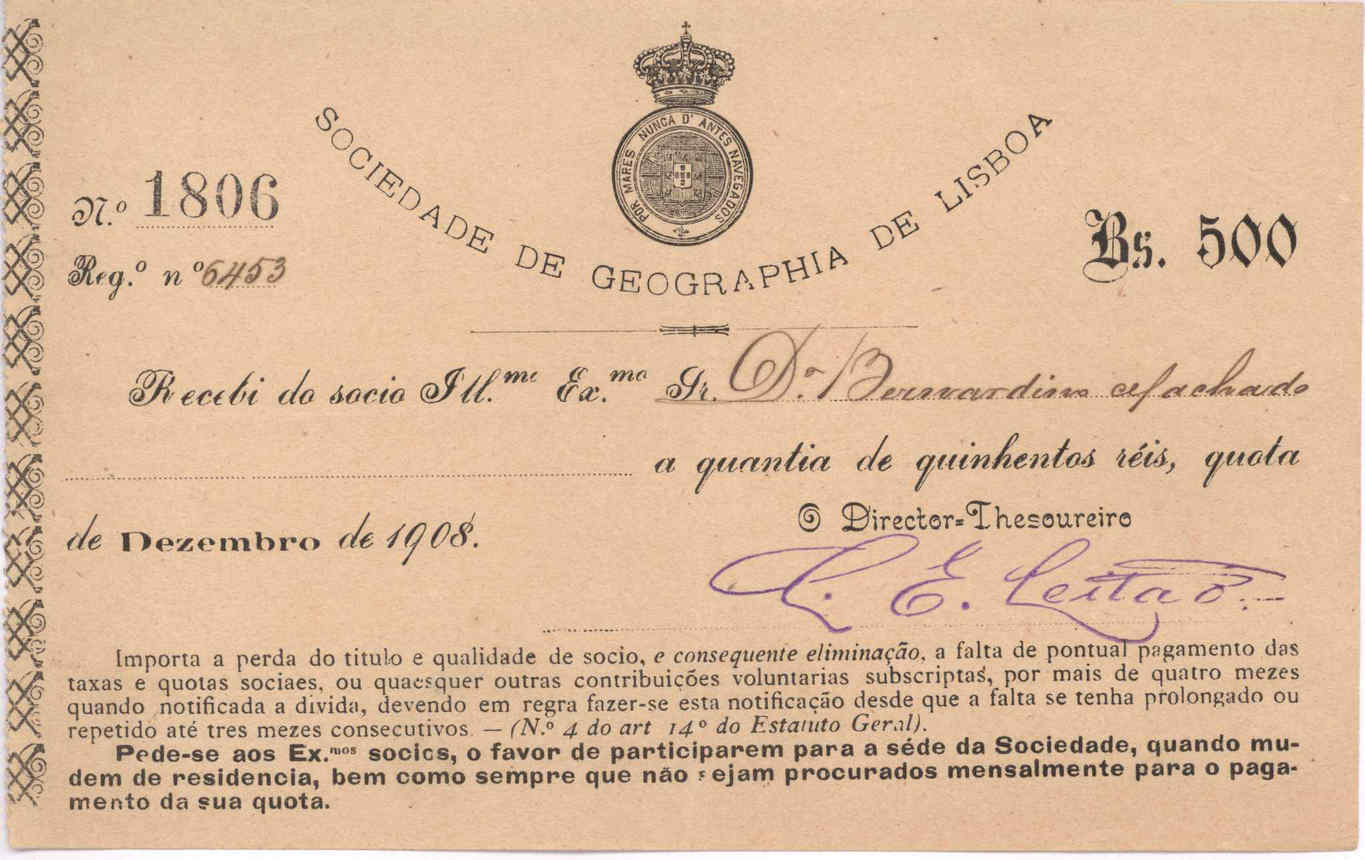 POR MARES NUNCA D' ANTES NAVEGADOS
SOCIEDADE DE GEOGRAPHIA DE LISBOA
N.º 1806
Rs. 500
Reg.º nº 6453
Recebi do socio Ill.mo Ex.mo Sr. Dor Bernardino Machado
a quantia de quinhentos réis, quota
de Dezembro de 1908.
O Director=Thesoureiro
L. E. Leitão
Importa a perda do titulo e qualidade de socio, e consequente eliminação, a falta de pontual pagamento das
taxas e quotas sociaes, ou quaesquer outras contribuições voluntarias subscriptas, por mais de quatro mezes
quando notificada a divida, devendo em regra fazer-se esta notificação desde que a falta se tenha prolongado ou
repetido até tres mezes consecutivos. — (N.º 4 do art 14º do Estatuto Geral).
Pede-se aos Ex.mos socios, o favor de participarem para a séde da Sociedade, quando mu-
dem de residencia, bem como sempre que não sejam procurados mensalmente para o paga-
mento da sua quota.